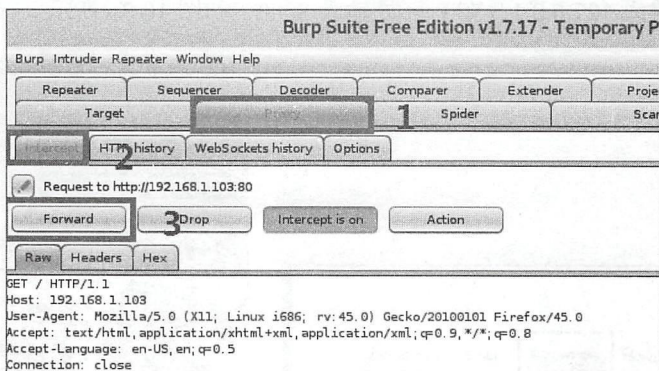 Burp Suite Free Edition v1.7.17 - Temporary P
Burp Intruder Repeater Window Help
Repeater Sequencer Decoder Comparer Extender Proje
Target Proxy 1 Spider Scar
Intercept HTTP history WebSockets history Options
2
Request to http://192.168.1.103:80
Forward 3 Drop Intercept is on Action
Raw Headers Hex
GET / HTTP/1.1
Host: 192.168.1.103
User-Agent: Mozilla/5.0 (X11; Linux i686; rv:45.0) Gecko/20100101 Firefox/45.0
Accept: text/html,application/xhtml+xml,application/xml;q=0.9,*/*;q=0.8
Accept-Language: en-US,en;q=0.5
Connection: close